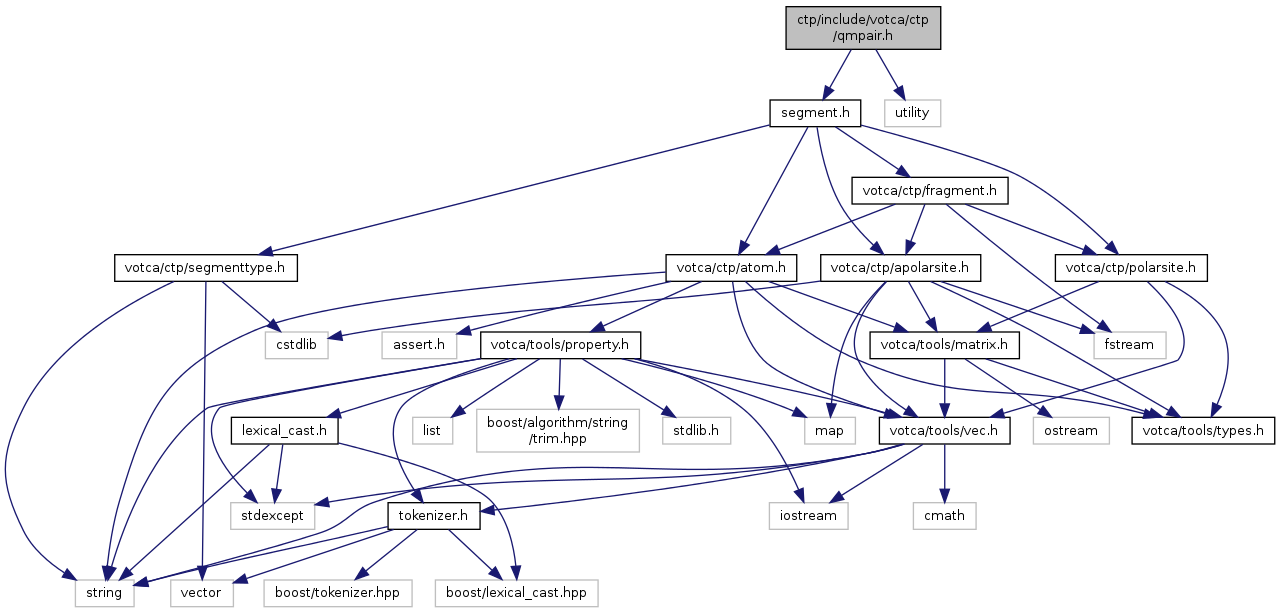 ctp/include/votca/ctp
/qmpair.h
segment.h
utility
votca/ctp/fragment.h
votca/ctp/segmenttype.h
votca/ctp/atom.h
votca/ctp/apolarsite.h
votca/ctp/polarsite.h
cstdlib
assert.h
votca/tools/property.h
votca/tools/matrix.h
fstream
lexical_cast.h
list
boost/algorithm/string
/trim.hpp
stdlib.h
map
votca/tools/vec.h
ostream
votca/tools/types.h
stdexcept
tokenizer.h
iostream
cmath
string
vector
boost/tokenizer.hpp
boost/lexical_cast.hpp